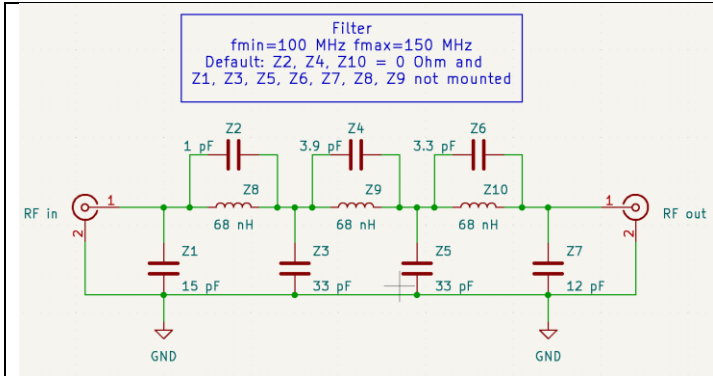 Filter
fmin=100 MHz fmax=150 MHz
Default: Z2, Z4, Z10 = 0 Ohm and
Z1, Z3, Z5, Z6, Z7, Z8, Z9 not mounted
Z2
Z4
Z6
1 pF
3.9 pF
3.3 pF
Z8
Z9
Z10
RF in
1
1
RF out
68 nH
68 nH
68 nH
2
2
Z1
Z3
Z5
Z7
15 pF
33 pF
33 pF
12 pF
GND
GND